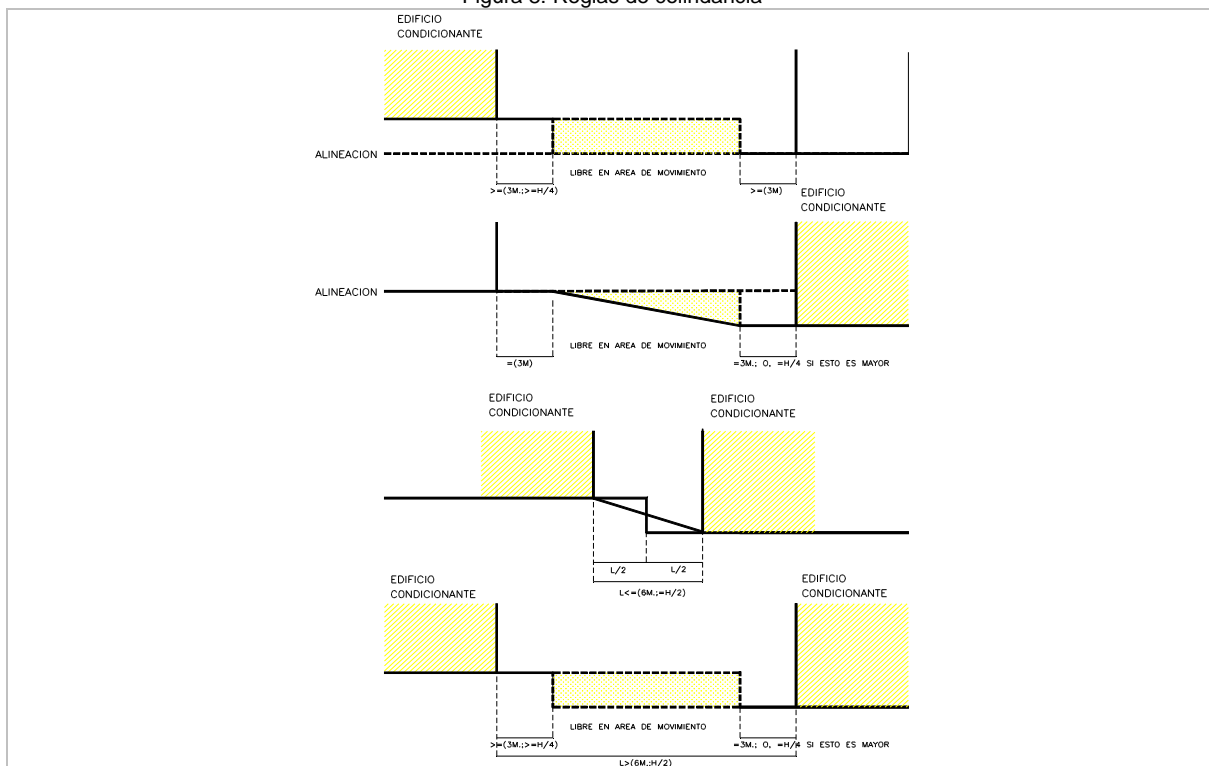 Figura 3. Reglas de colindancia
EDIFICIO
CONDICIONANTE
ALINEACION
LIBRE EN AREA DE MOVIMIENTO
>=(3M.;>=H/4)
>=(3M)
EDIFICIO
CONDICIONANTE
ALINEACION
LIBRE EN AREA DE MOVIMIENTO
=(3M)
=3M.; O, =H/4 SI ESTO ES MAYOR
EDIFICIO
CONDICIONANTE
EDIFICIO
CONDICIONANTE
L/2
L/2
L<=(6M.;=H/2)
EDIFICIO
CONDICIONANTE
EDIFICIO
CONDICIONANTE
LIBRE EN AREA DE MOVIMIENTO
>=(3M.;>=H/4)
=3M.; O, =H/4 SI ESTO ES MAYOR
L>(6M.;H/2)